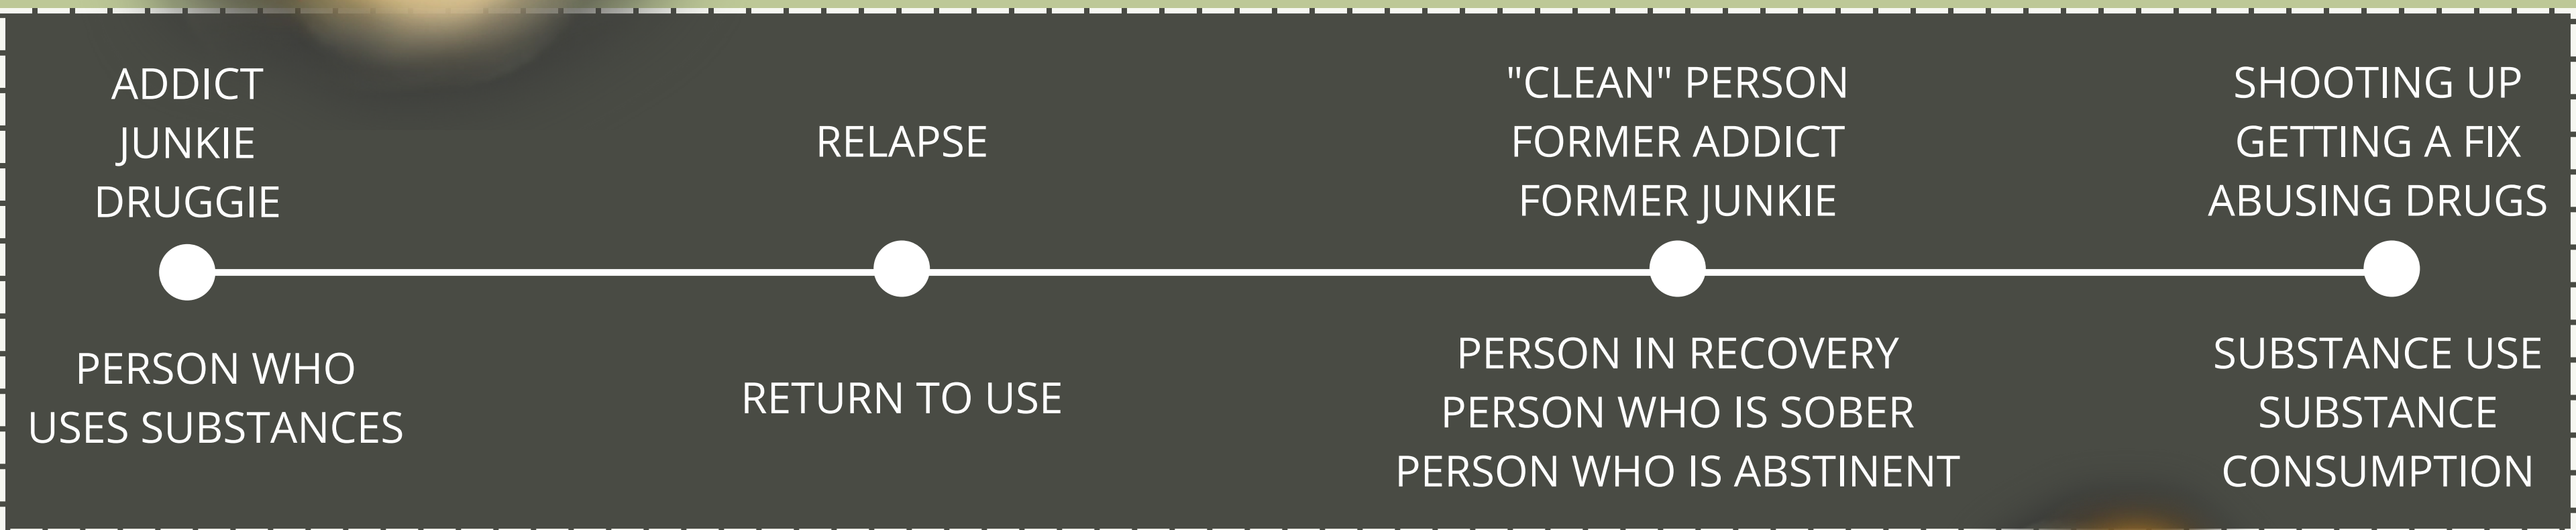 ADDICT
JUNKIE
DRUGGIE
RELAPSE
"CLEAN" PERSON
FORMER ADDICT
FORMER JUNKIE
SHOOTING UP
GETTING A FIX
ABUSING DRUGS
PERSON WHO
USES SUBSTANCES
RETURN TO USE
PERSON IN RECOVERY
PERSON WHO IS SOBER
PERSON WHO IS ABSTINENT
SUBSTANCE USE
SUBSTANCE
CONSUMPTION